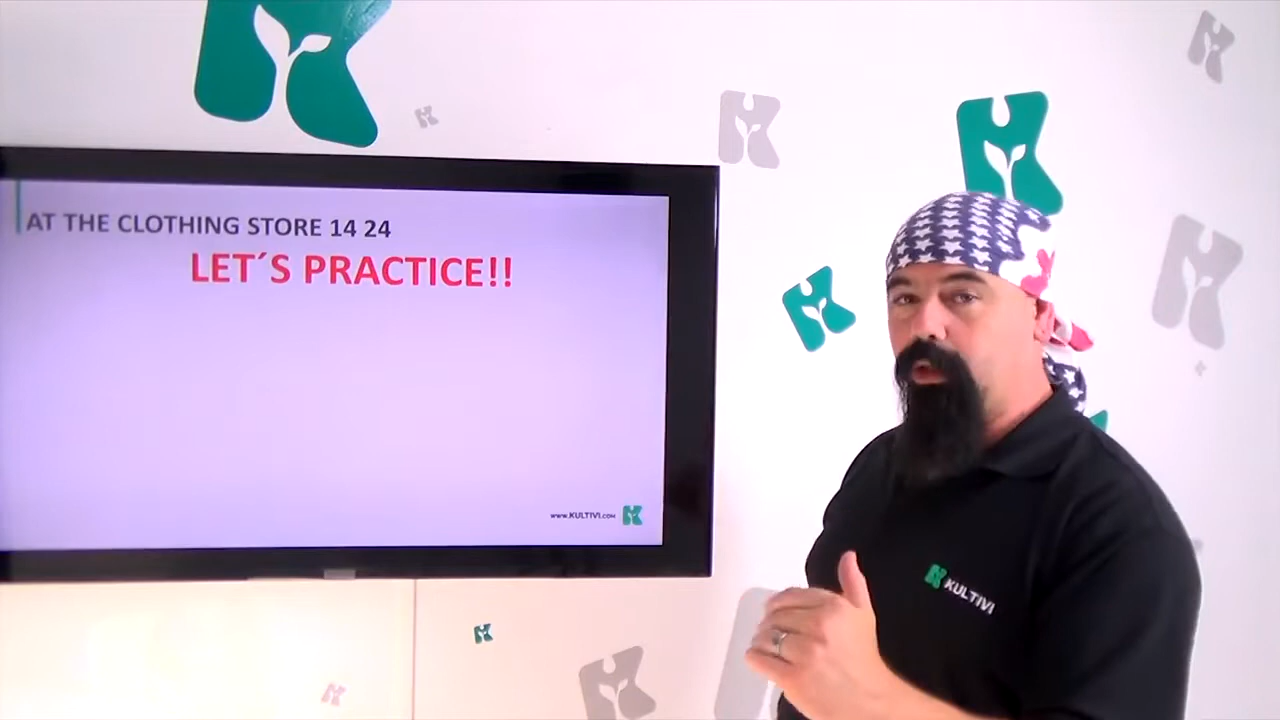 AT THE CLOTHING STORE 14 24
LET´S PRACTICE!!
www.KULTIVI.COM
KULTIVI